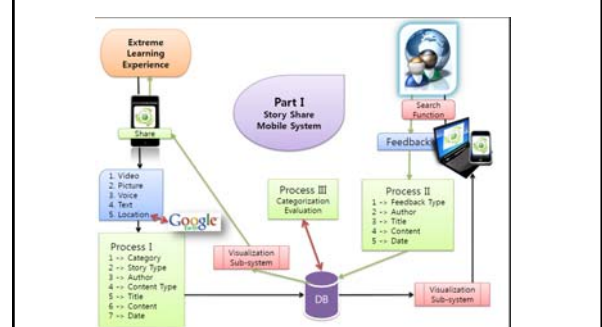 Extreme
Learning
Experience
Share
1. Video
2. Picture
3. Voice
4. Text
5. Location
Google
Process I
1 -> Category
2 -> Story Type
3 -> Author
4 -> Content Type
5 -> Title
6 -> Content
7 -> Date
Part I
Story Share
Mobile System
Process III
Categorization
Evaluation
Visualization
Sub-system
DB
Search
Function
Feedback
Process II
1 -> Feedback Type
2 -> Author
3 -> Title
4 -> Content
5 -> Date
Visualization
Sub-system